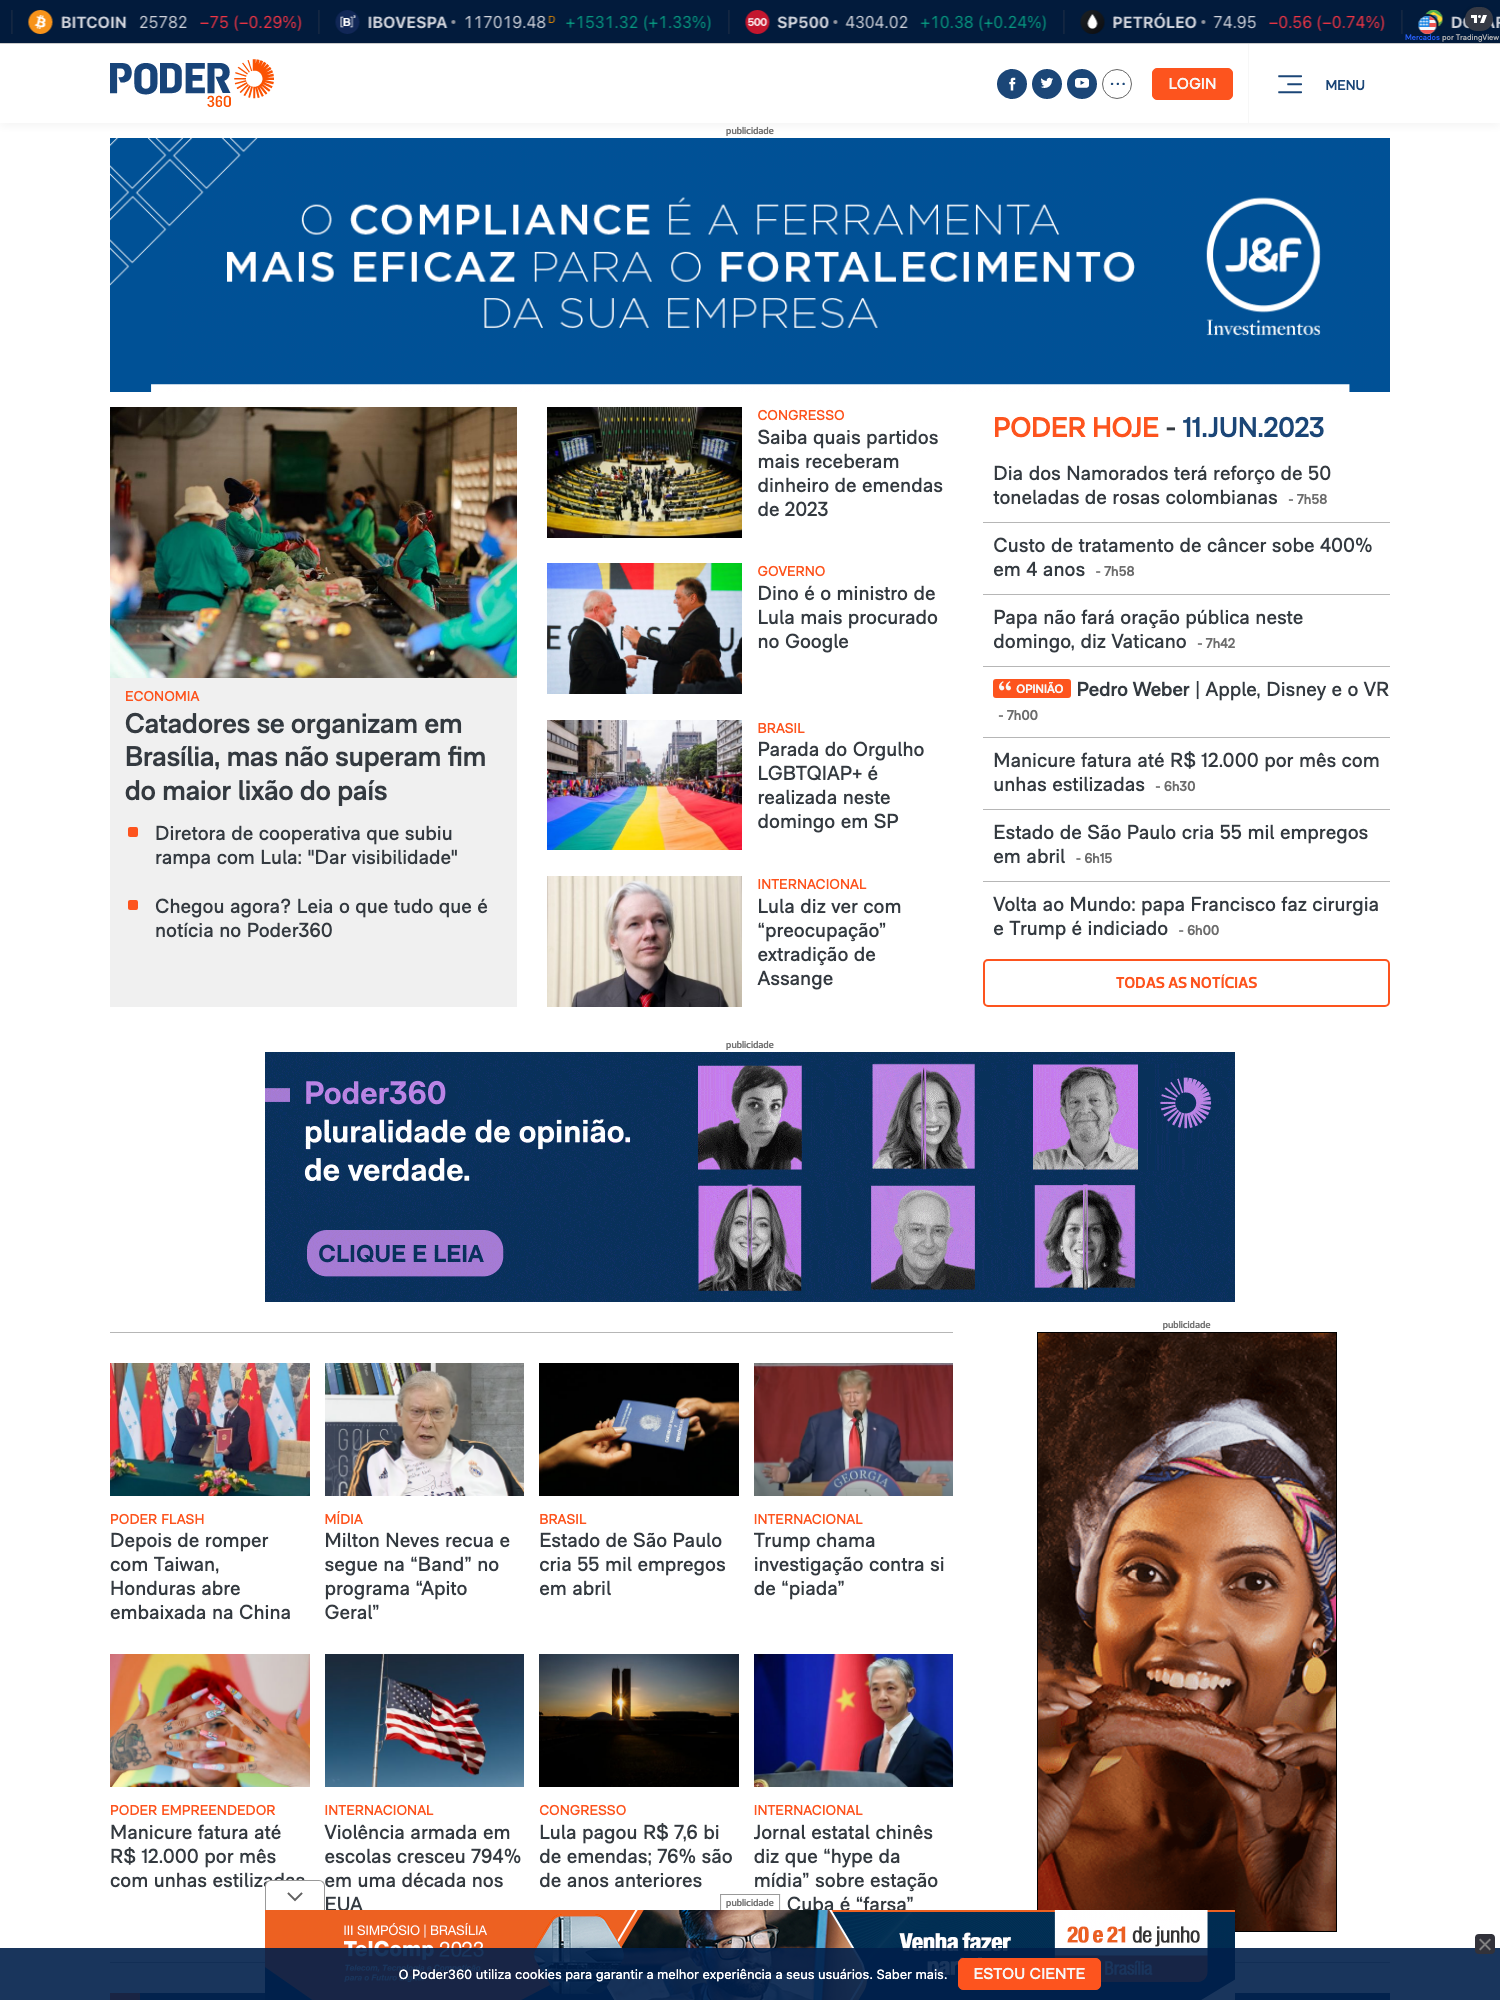 BITCOIN 25782 −75 (−0.29%) IBOVESPA 117019.48 D +1531.32 (+1.33%) 500 SP500 4304.02 +10.38 (+0.24%) PETRÓLEO 74.95 −0.56 (−0.74%)
Mercados por TradingView
PODER
360
LOGIN
MENU
publicidade
O COMPLIANCE É A FERRAMENTA
MAIS EFICAZ PARA O FORTALECIMENTO
DA SUA EMPRESA
J&F
Investimentos
ECONOMIA
Catadores se organizam em
Brasília, mas não superam fim
do maior lixão do país
Diretora de cooperativa que subiu
rampa com Lula: "Dar visibilidade"
Chegou agora? Leia o que tudo que é
notícia no Poder360
CONGRESSO
Saiba quais partidos
mais receberam
dinheiro de emendas
de 2023
GOVERNO
Dino é o ministro de
Lula mais procurado
no Google
BRASIL
Parada do Orgulho
LGBTQIAP+ é
realizada neste
domingo em SP
INTERNACIONAL
Lula diz ver com
“preocupação”
extradição de
Assange
PODER HOJE - 11.JUN.2023
Dia dos Namorados terá reforço de 50
toneladas de rosas colombianas - 7h58
Custo de tratamento de câncer sobe 400%
em 4 anos - 7h58
Papa não fará oração pública neste
domingo, diz Vaticano - 7h42
“ OPINIÃO Pedro Weber | Apple, Disney e o VR
- 7h00
Manicure fatura até R$ 12.000 por mês com
unhas estilizadas - 6h30
Estado de São Paulo cria 55 mil empregos
em abril - 6h15
Volta ao Mundo: papa Francisco faz cirurgia
e Trump é indiciado - 6h00
TODAS AS NOTÍCIAS
publicidade
Poder360
pluralidade de opinião.
de verdade.
CLIQUE E LEIA
publicidade
GEORGIA
PODER FLASH
Depois de romper
com Taiwan,
Honduras abre
embaixada na China
MÍDIA
Milton Neves recua e
segue na “Band” no
programa “Apito
Geral”
BRASIL
Estado de São Paulo
cria 55 mil empregos
em abril
INTERNACIONAL
Trump chama
investigação contra si
de “piada”
PODER EMPREENDEDOR
Manicure fatura até
R$ 12.000 por mês
com unhas estilizadas
INTERNACIONAL
Violência armada em
escolas cresceu 794%
em uma década nos
EUA
CONGRESSO
Lula pagou R$ 7,6 bi
de emendas; 76% são
de anos anteriores
INTERNACIONAL
Jornal estatal chinês
diz que “hype da
mídia” sobre estação
Cuba é “farsa”
publicidade
III SIMPÓSIO | BRASÍLIA
TelComp 2023
Venha fazer
20 e 21 de junho
Brasília
O Poder360 utiliza cookies para garantir a melhor experiência a seus usuários. Saber mais.
ESTOU CIENTE